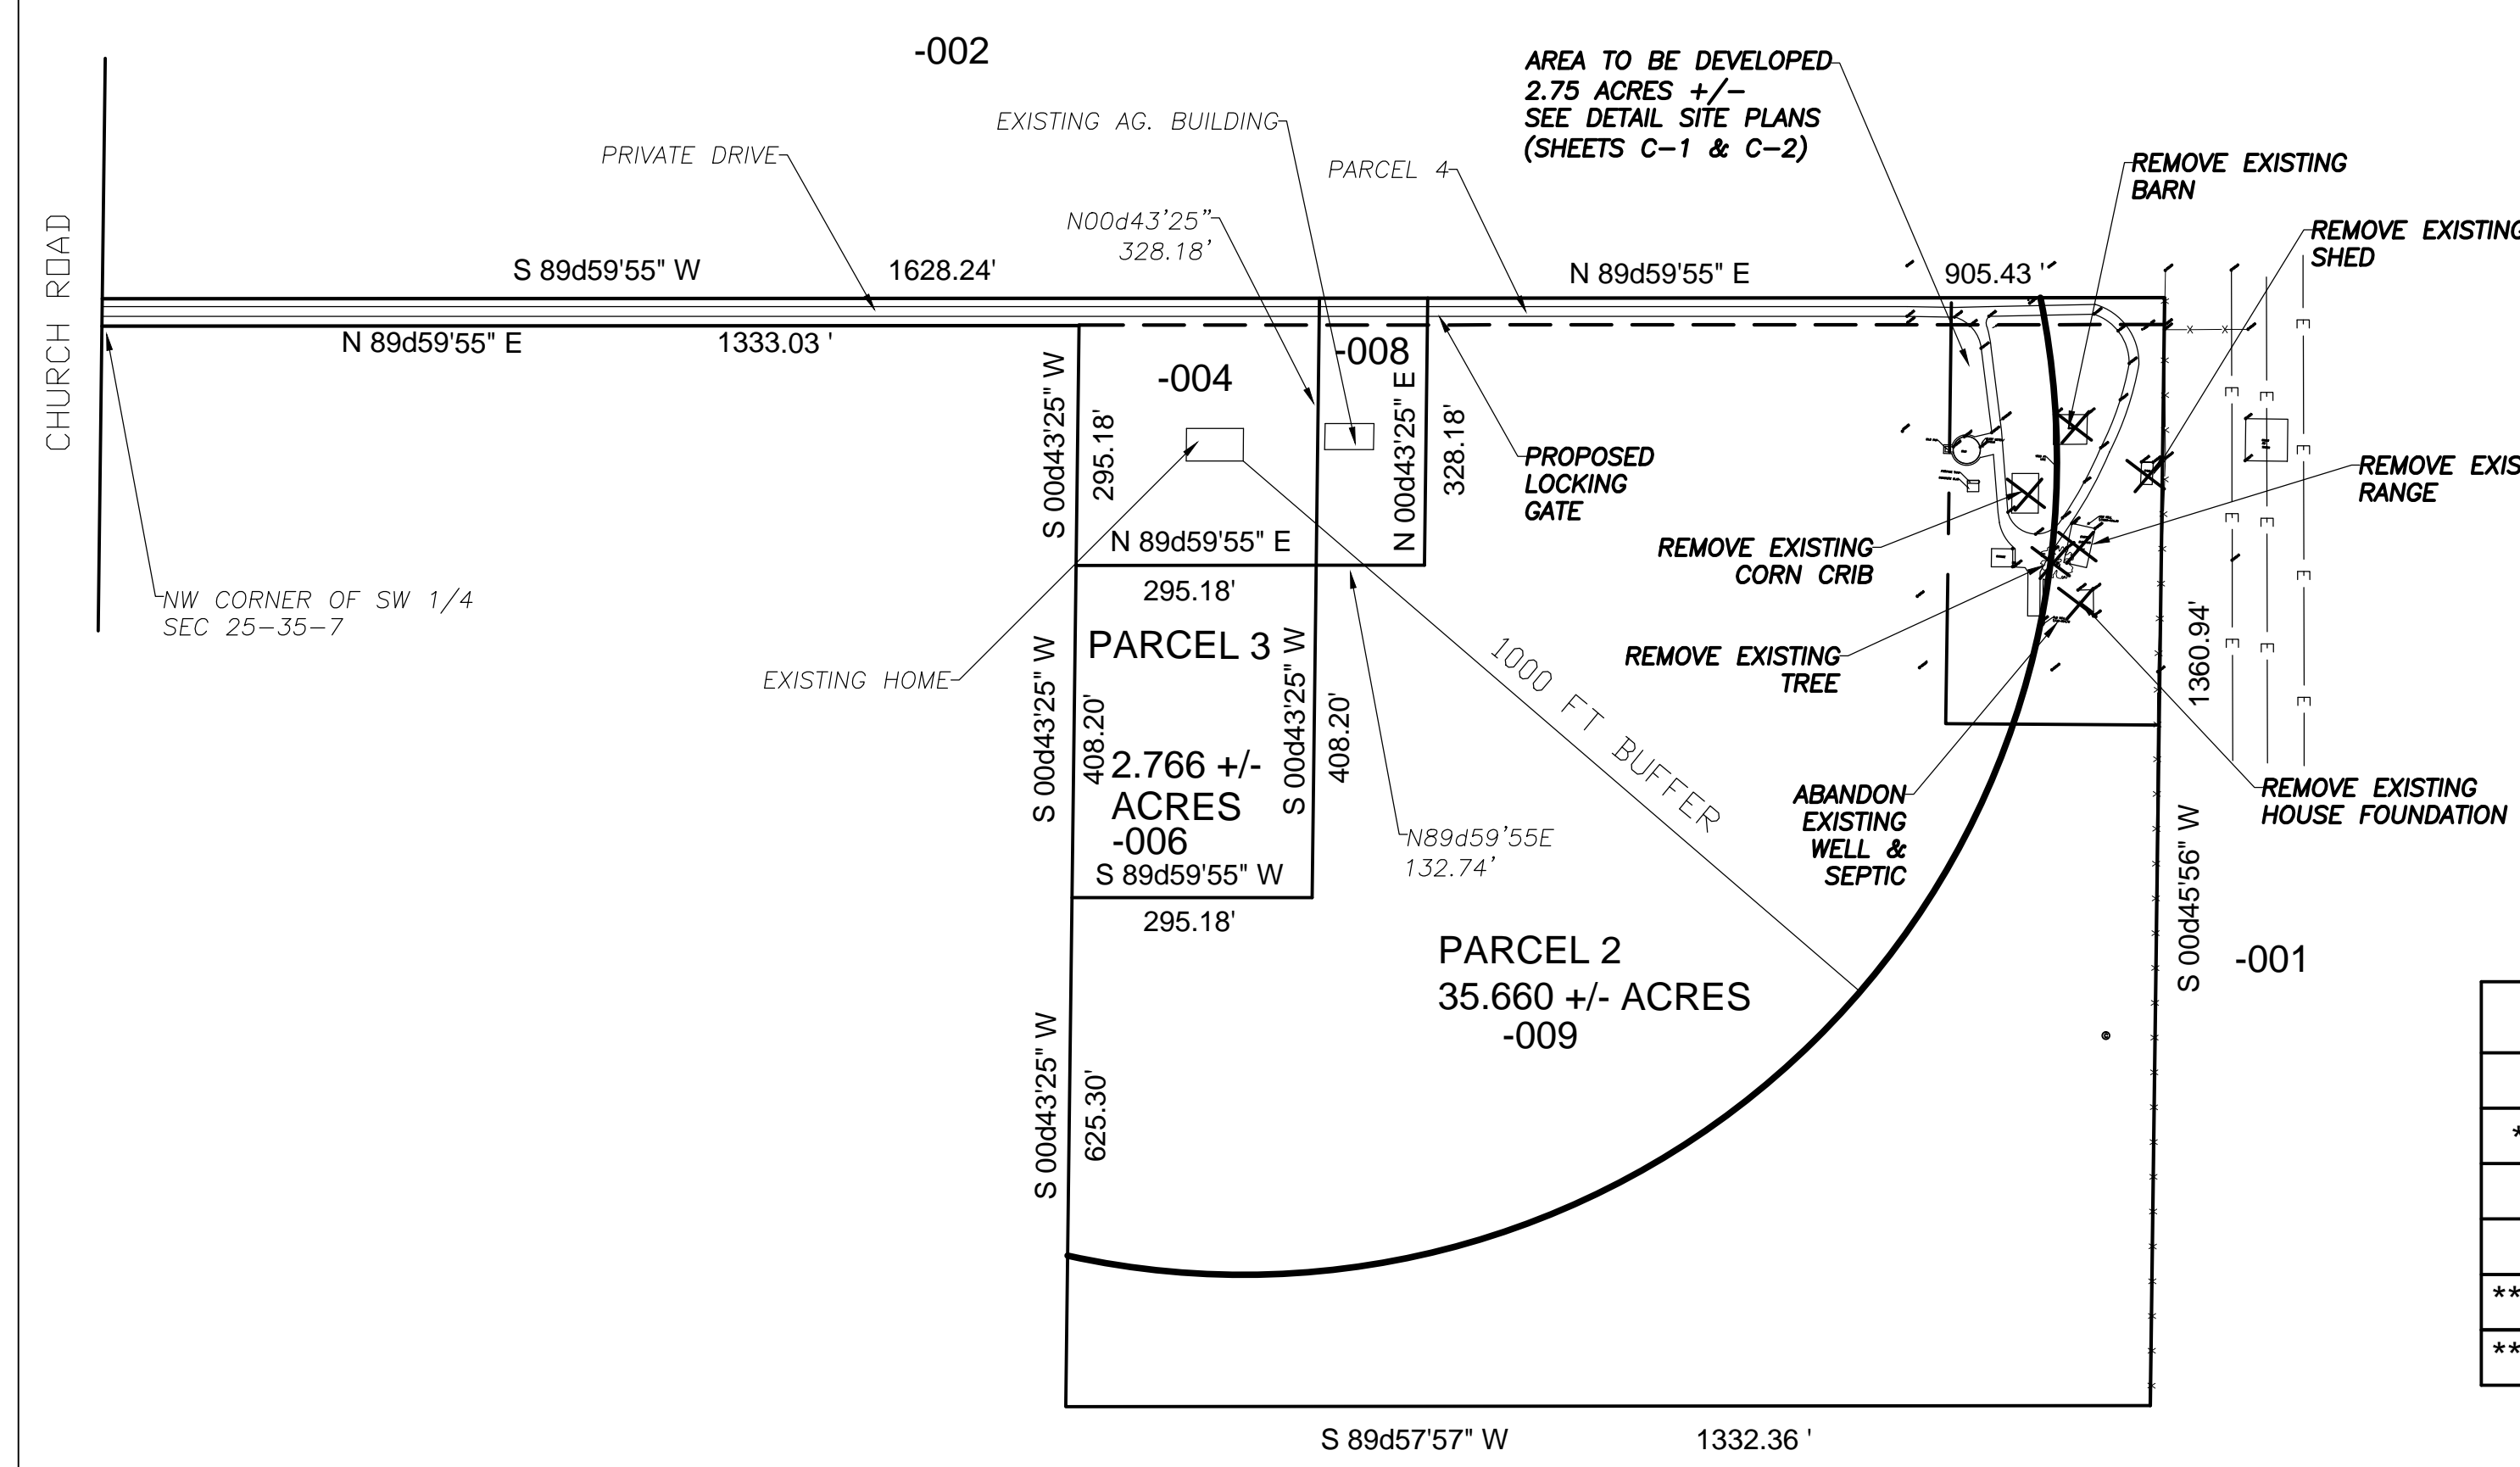 -002
AREA TO BE DEVELOPED
2.75 ACRES +/-
SEE DETAIL SITE PLANS
(SHEETS C-1 & C-2)
EXISTING AG. BUILDING
PRIVATE DRIVE
PARCEL 4
REMOVE EXISTING
BARN
N00d43'25"
328.18'
REMOVE EXISTING
SHED
CHURCH ROAD
S 89d59'55" W
1628.24'
N 89d59'55" E
905.43 '
N 89d59'55" E
1333.03 '
-004
-008
S 00d43'25" W
295.18'
N 00d43'25" E
328.18'
PROPOSED
LOCKING
GATE
REMOVE EXIS
RANGE
N 89d59'55" E
295.18'
REMOVE EXISTING
CORN CRIB
NW CORNER OF SW 1/4
SEC 25-35-7
PARCEL 3
EXISTING HOME
S 00d43'25" W
408.20'
2.766 +/-
ACRES
-006
S 00d43'25" W
408.20'
S 89d59'55" W
295.18'
1000 FT BUFFER
REMOVE EXISTING
TREE
1360.94'
ABANDON
EXISTING
WELL &
SEPTIC
REMOVE EXISTING
HOUSE FOUNDATION
N89d59'55E
132.74'
S 00d45'56" W
-001
PARCEL 2
35.660 +/- ACRES
-009
S 00d43'25" W
625.30'
S 89d57'57" W
1332.36 '
E
E
E
E
E
E
E
E
E
E
*
**
**